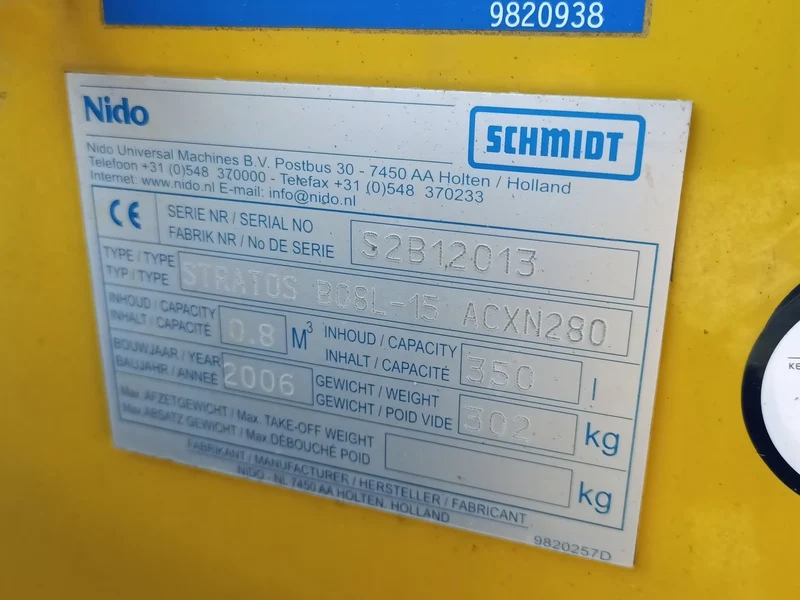 9820938
Nido
SCHMIDT
Nido Universal Machines B.V. Postbus 30 - 7450 AA Holten / Holland
Telefoon +31 (0)548 370000 - Telefax +31 (0)548 370233
Internet: www.nido.nl E-mail: info@nido.nl
CE
SERIE NR / SERIAL NO
FABRIK NR / No DE SERIE
S2B12013
TYPE / TYPE
TYP / TYPE
STRATOS B08L-15 ACXN280
INHOUD / CAPACITY
INHALT / CAPACITÉ
0.8 M³
INHOUD / CAPACITY
INHALT / CAPACITÉ
350 l
BOUWJAAR / YEAR
BAUJAHR / ANNEÉ
2006
GEWICHT / WEIGHT
GEWICHT / POID VIDE
302 kg
Max. AFZETGEWICHT / Max. TAKE-OFF WEIGHT
Max. ABSATZ GEWICHT / Max. DÉBOUCHÉ POID
kg
FABRIKANT / MANUFACTURER / HERSTELLER / FABRICANT
NIDO - NL 7450 AA HOLTEN, HOLLAND
9820257D
KE